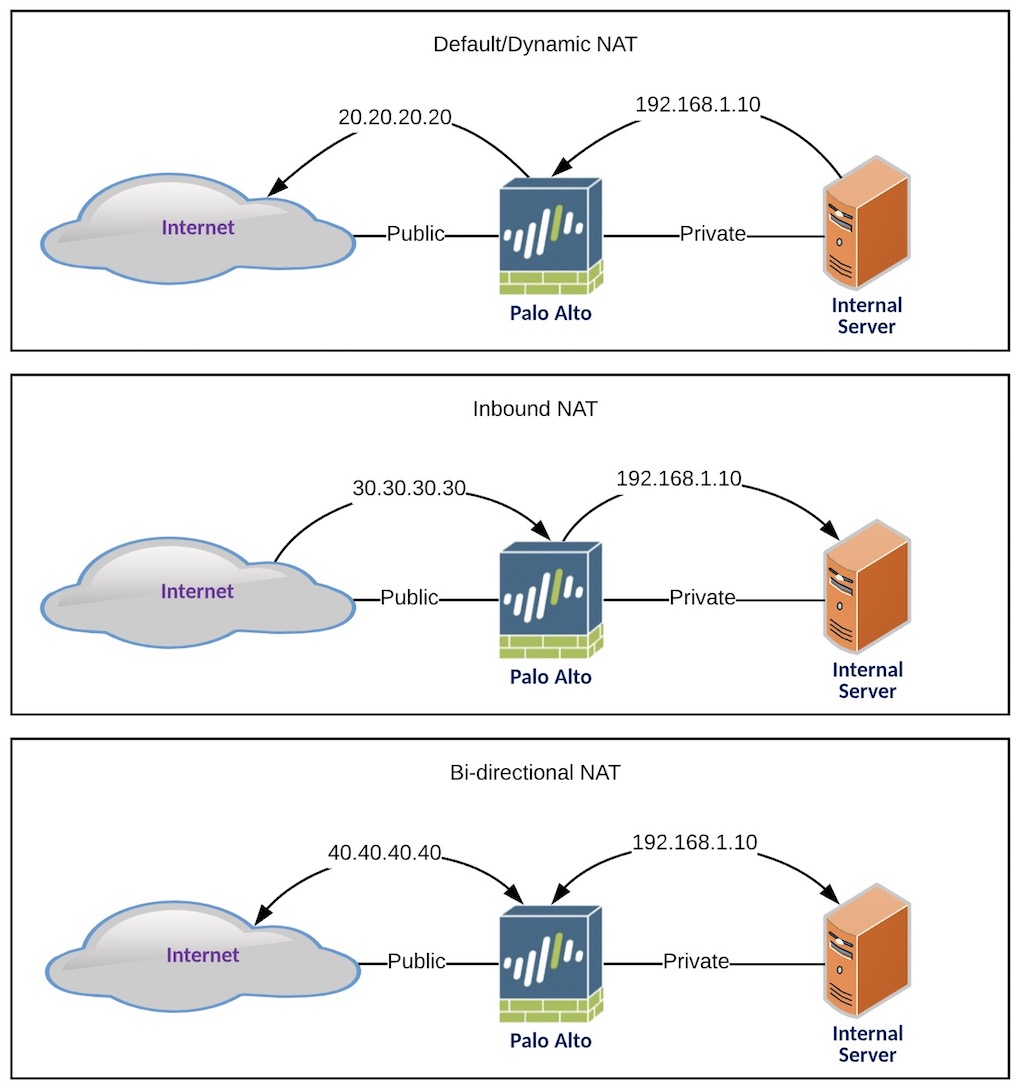 Default/Dynamic NAT
20.20.20.20
192.168.1.10
Internet
Public
Private
Palo Alto
Internal
Server
Inbound NAT
30.30.30.30
192.168.1.10
Internet
Public
Private
Palo Alto
Internal
Server
Bi-directional NAT
40.40.40.40
192.168.1.10
Internet
Public
Private
Palo Alto
Internal
Server